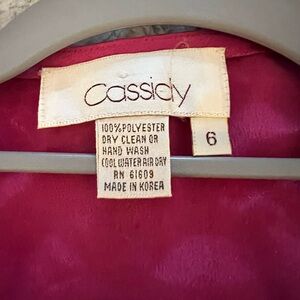 Cassidy
6
100% POLYESTER
DRY CLEAN OR
HAND WASH
COOL WATER AIR DRY
RN 61609
MADE IN KOREA